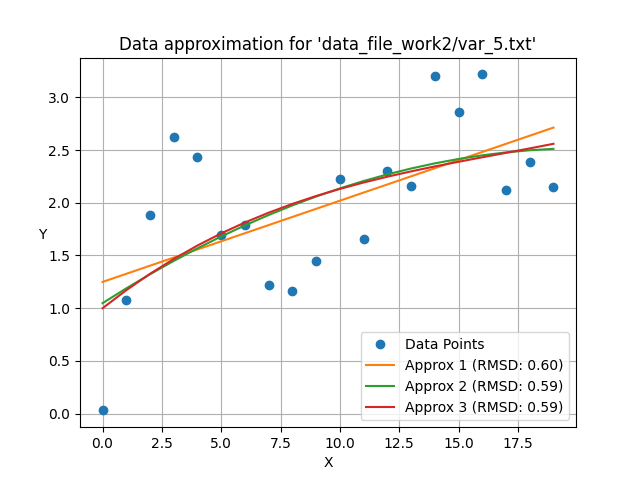 Data approximation for 'data_file_work2/var_5.txt'
3.0
2.5
2.0
1.5
1.0
0.5
0.0
Y
0.0 2.5 5.0 7.5 10.0 12.5 15.0 17.5
X
Data Points
Approx 1 (RMSD: 0.60)
Approx 2 (RMSD: 0.59)
Approx 3 (RMSD: 0.59)